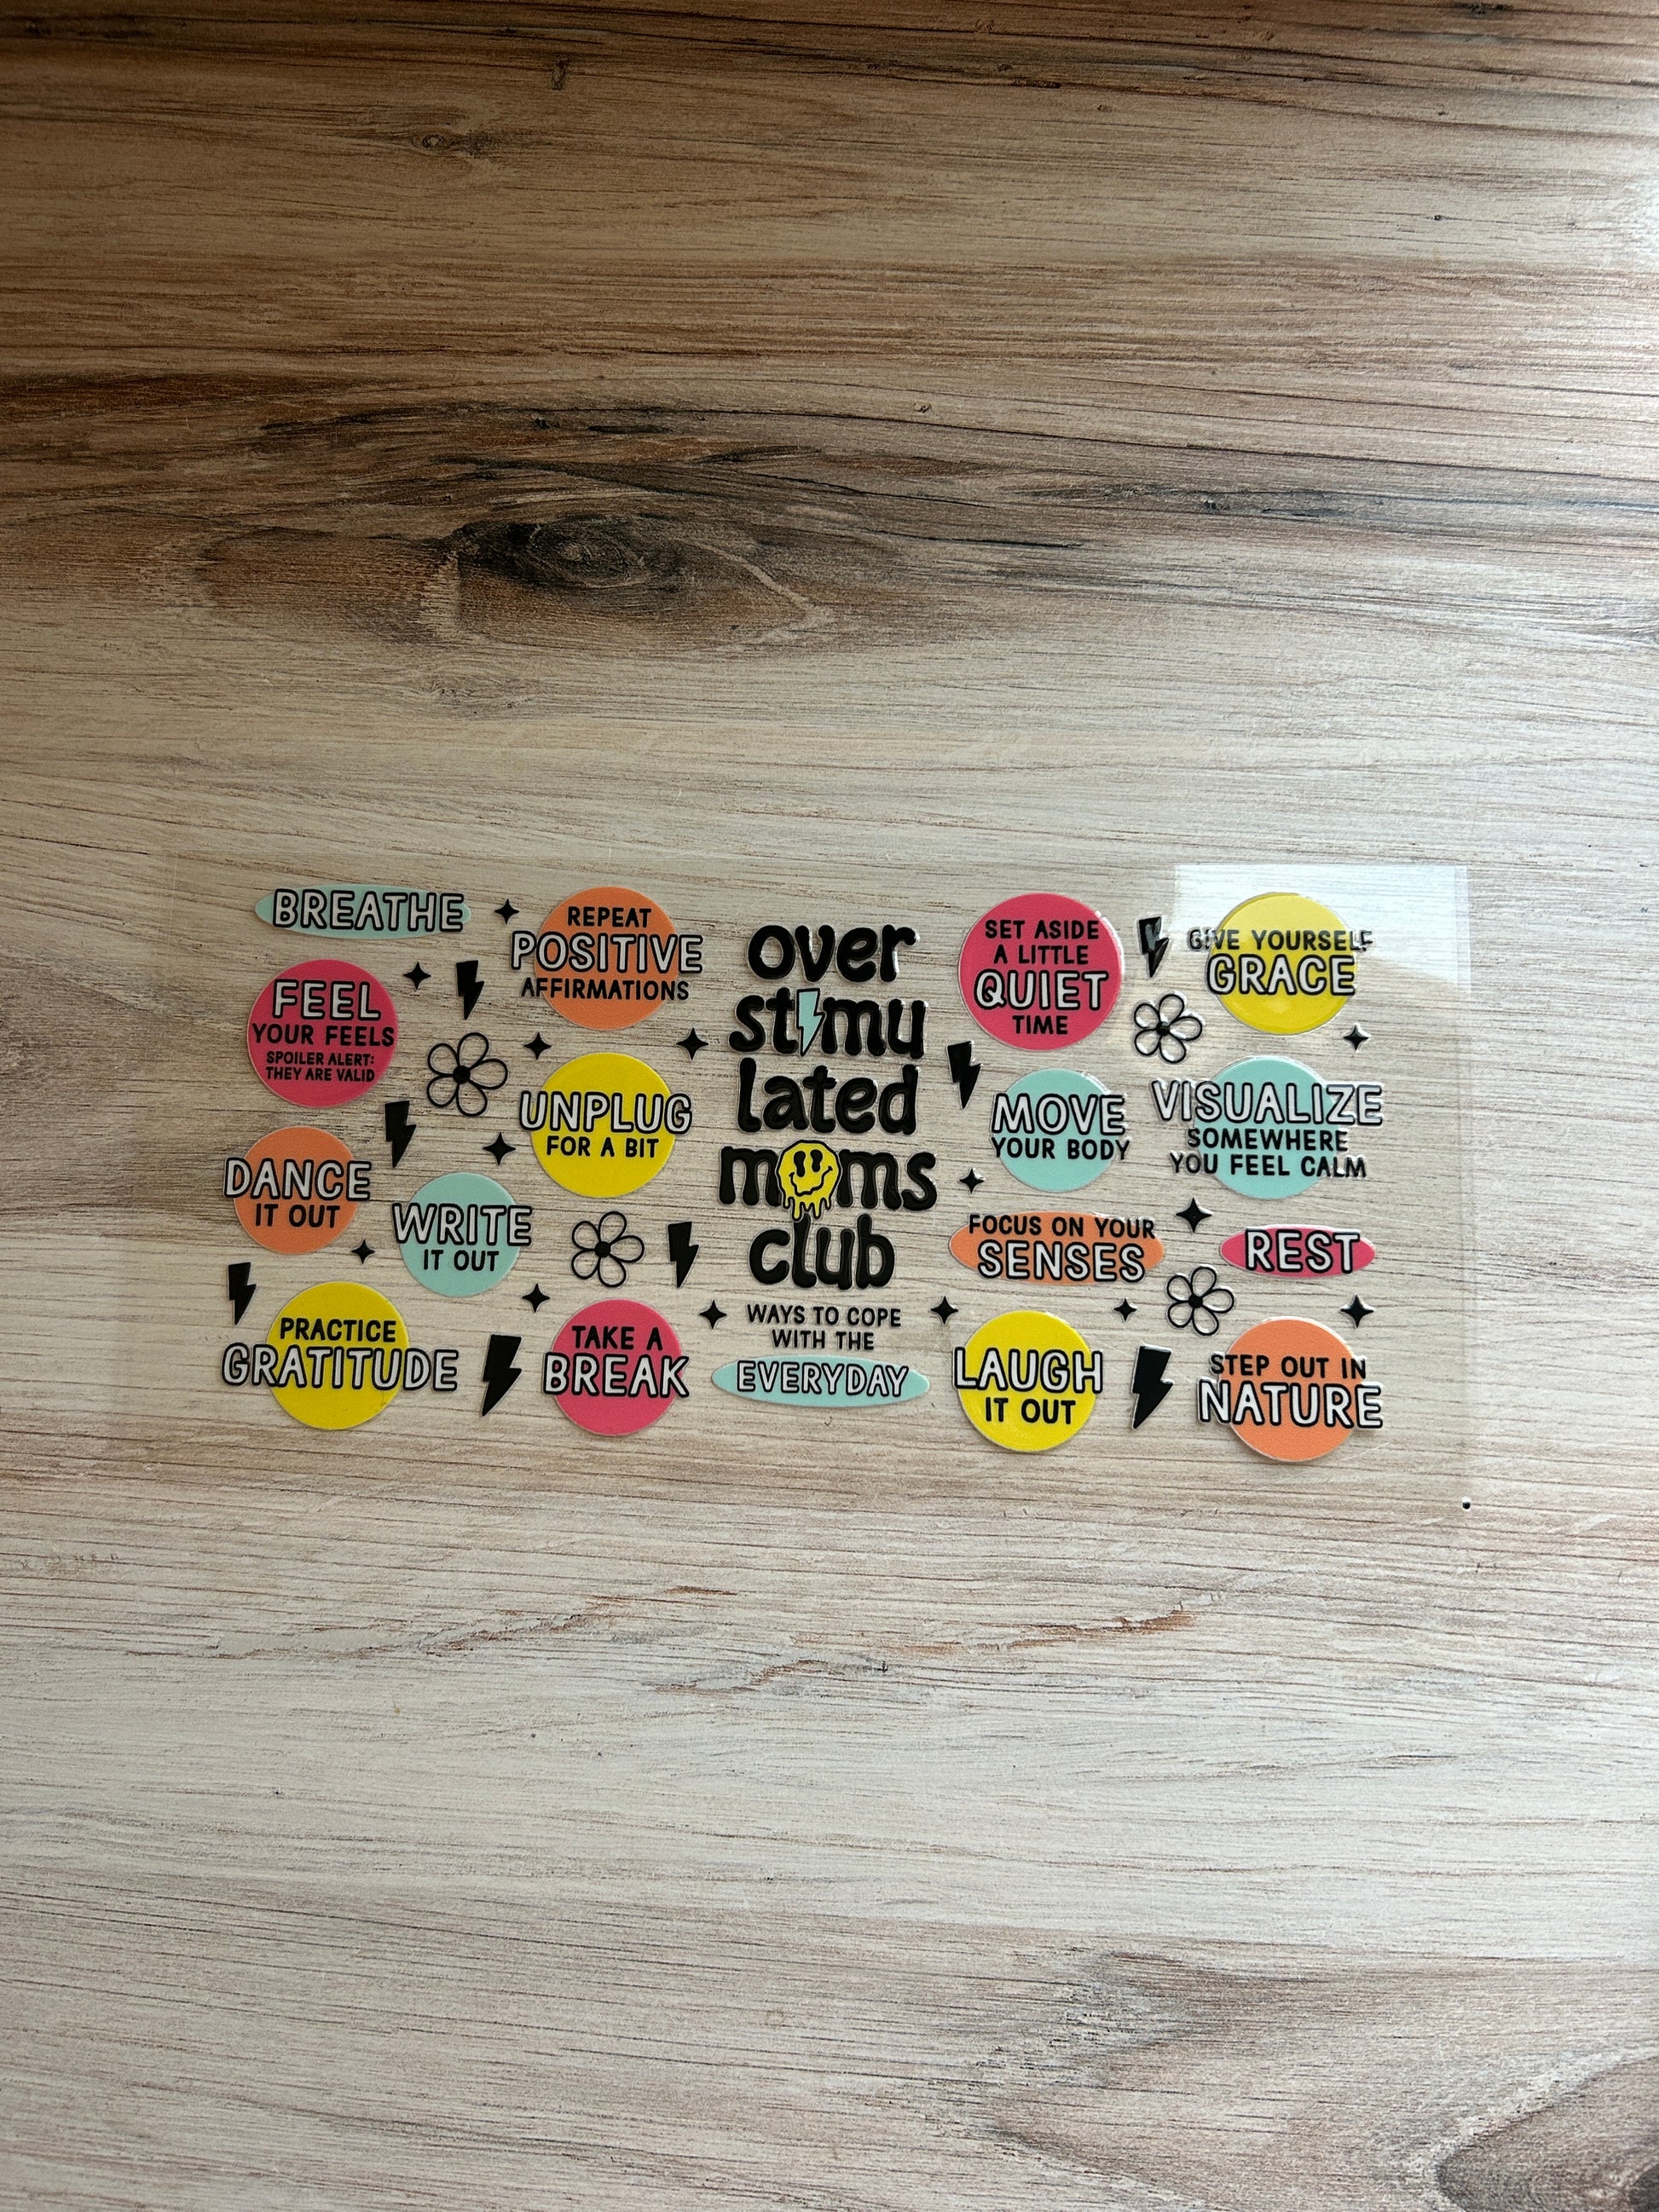 BREATHE
REPEAT
POSITIVE
AFFIRMATIONS
FEEL
YOUR FEELS
SPOILER ALERT:
THEY ARE VALID
UNPLUG
FOR A BIT
DANCE
IT OUT
WRITE
IT OUT
PRACTICE
GRATITUDE
TAKE A
BREAK
over
stimu
lated
moms
club
WAYS TO COPE
WITH THE
EVERYDAY
SET ASIDE
A LITTLE
QUIET
TIME
GIVE YOURSELF
GRACE
MOVE
YOUR BODY
VISUALIZE
SOMEWHERE
YOU FEEL CALM
FOCUS ON YOUR
SENSES
REST
LAUGH
IT OUT
STEP OUT IN
NATURE